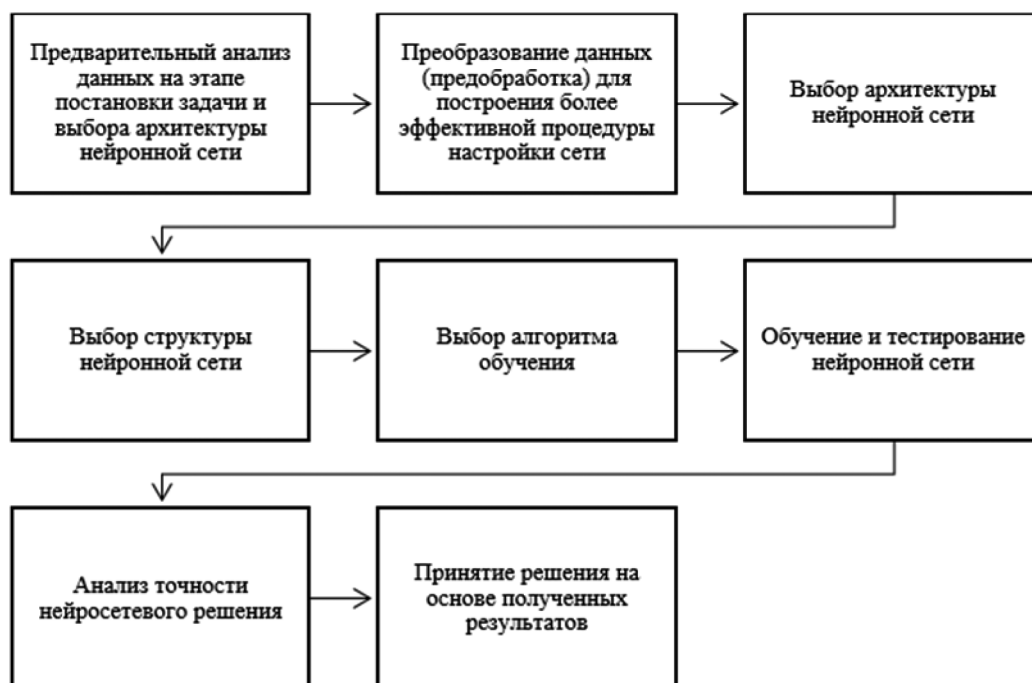 Предварительный анализ
данных на этапе
постановки задачи и
выбора архитектуры
нейронной сети
Преобразование данных
(предобработка) для
построения более
эффективной процедуры
настройки сети
Выбор архитектуры
нейронной сети
Выбор структуры
нейронной сети
Выбор алгоритма
обучения
Обучение и тестирование
нейронной сети
Анализ точности
нейросетевого решения
Принятие решения на
основе полученных
результатов